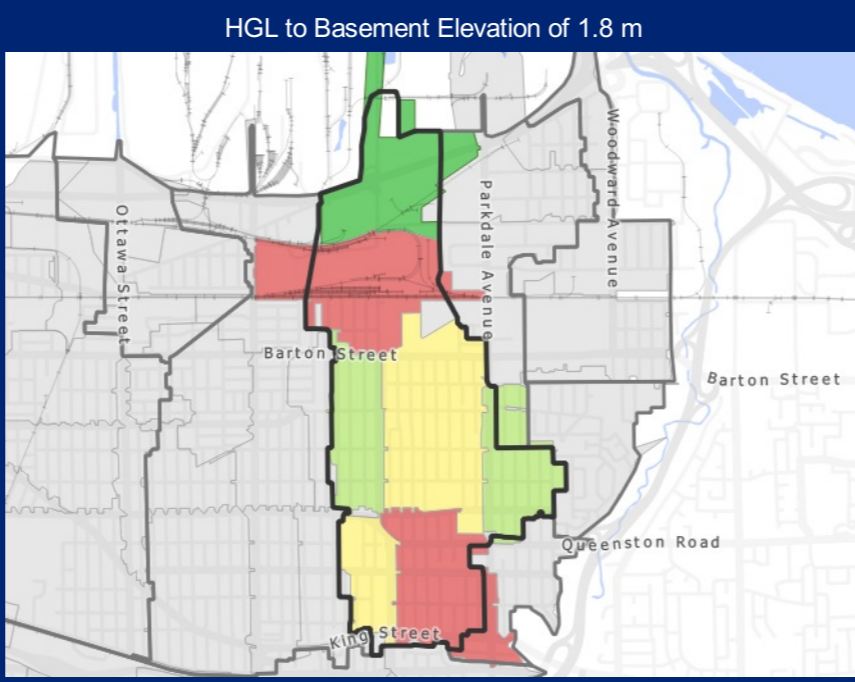 HGL to Basement Elevation of 1.8 m
Woodward Avenue
Parkdale Avenue
Ottawa Street
Barton Street
Barton Street
Queenston Road
King Street